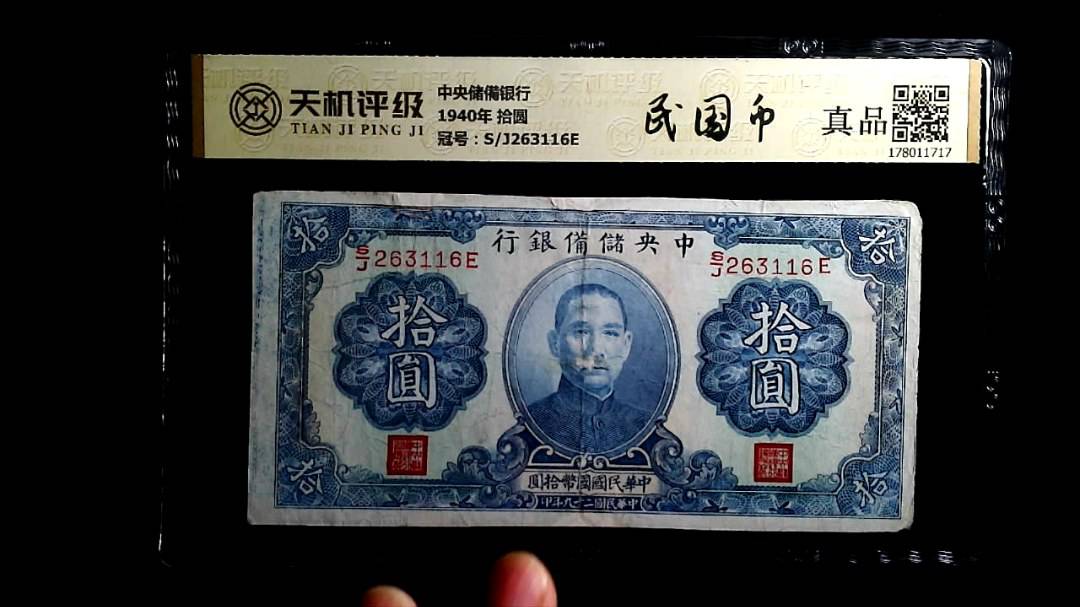 天机评级
TIAN JI PING JI
中央储備银行
1940年 拾圆
冠号：S/J263116E
民国币
真品
178011717
拾
拾
行銀備儲央中
S/J263116E
S/J263116E
拾圓
拾圓
圓拾幣國國民華中
印年九十二國民華中
拾
拾